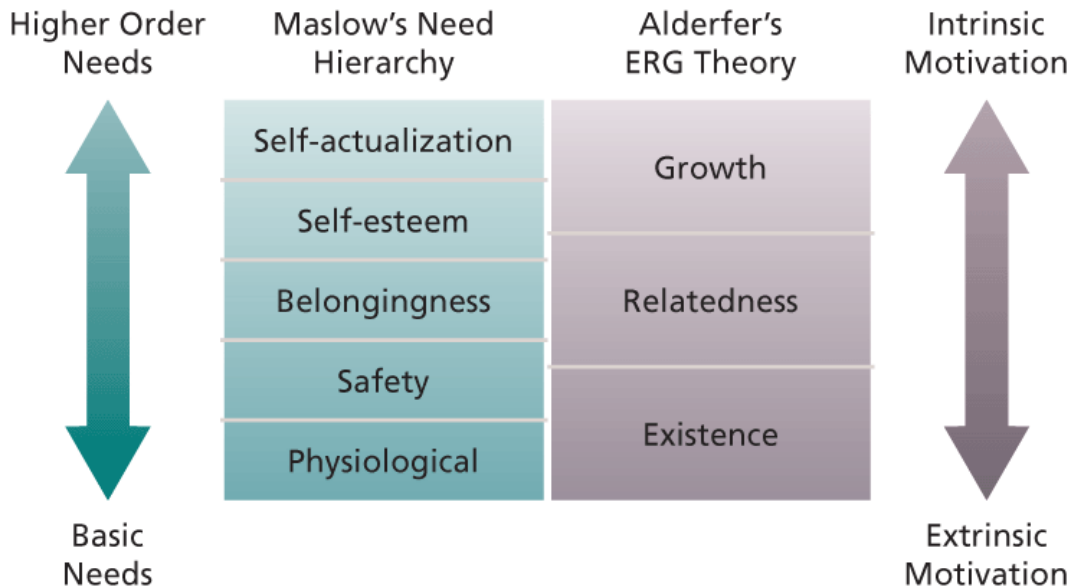 Higher Order
Needs
Maslow's Need
Hierarchy
Alderfer's
ERG Theory
Intrinsic
Motivation
Self-actualization
Self-esteem
Belongingness
Safety
Physiological
Growth
Relatedness
Existence
Basic
Needs
Extrinsic
Motivation